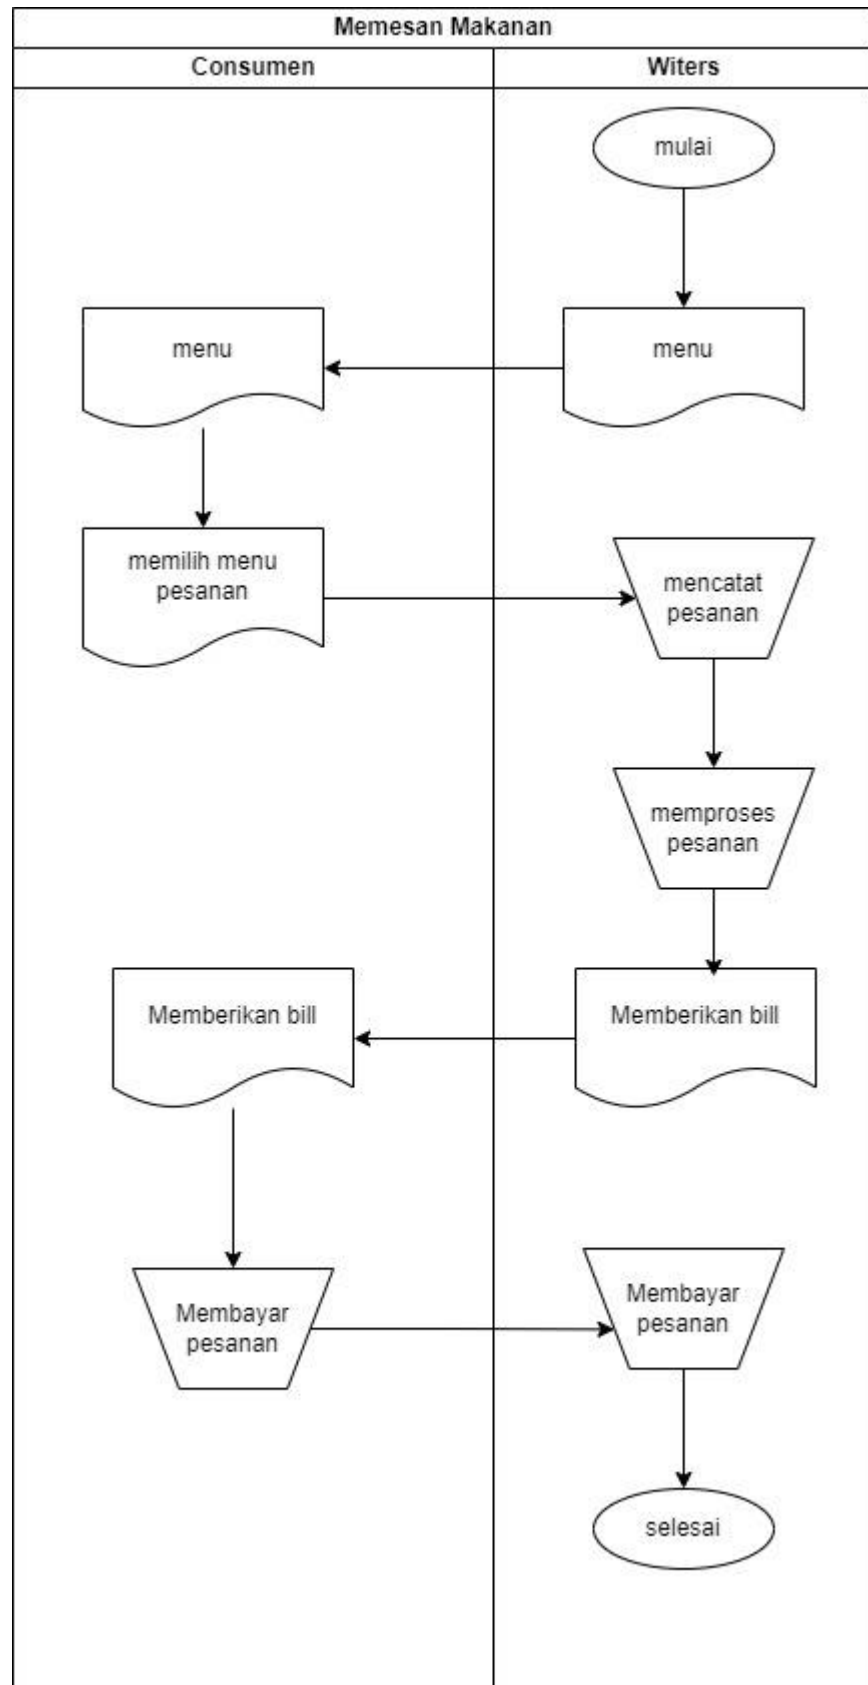 Memesan Makanan
Consumen
Witers
mulai
menu
menu
memilih menu
pesanan
mencatat
pesanan
memproses
pesanan
Memberikan bill
Memberikan bill
Membayar
pesanan
Membayar
pesanan
selesai